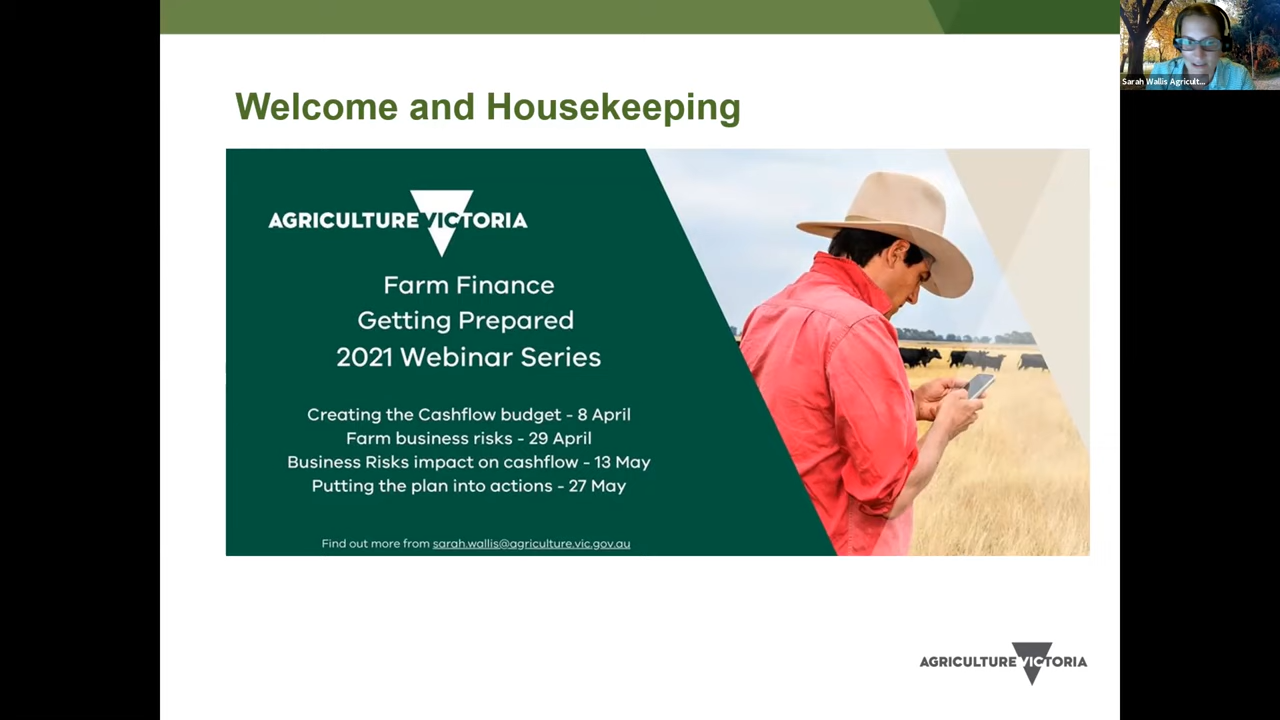 Sarah Wallis Agricult...
Welcome and Housekeeping
AGRICULTURE VICTORIA
Farm Finance
Getting Prepared
2021 Webinar Series
Creating the Cashflow budget - 8 April
Farm business risks - 29 April
Business Risks impact on cashflow - 13 May
Putting the plan into actions - 27 May
Find out more from sarah.wallis@agriculture.vic.gov.au
AGRICULTURE VICTORIA